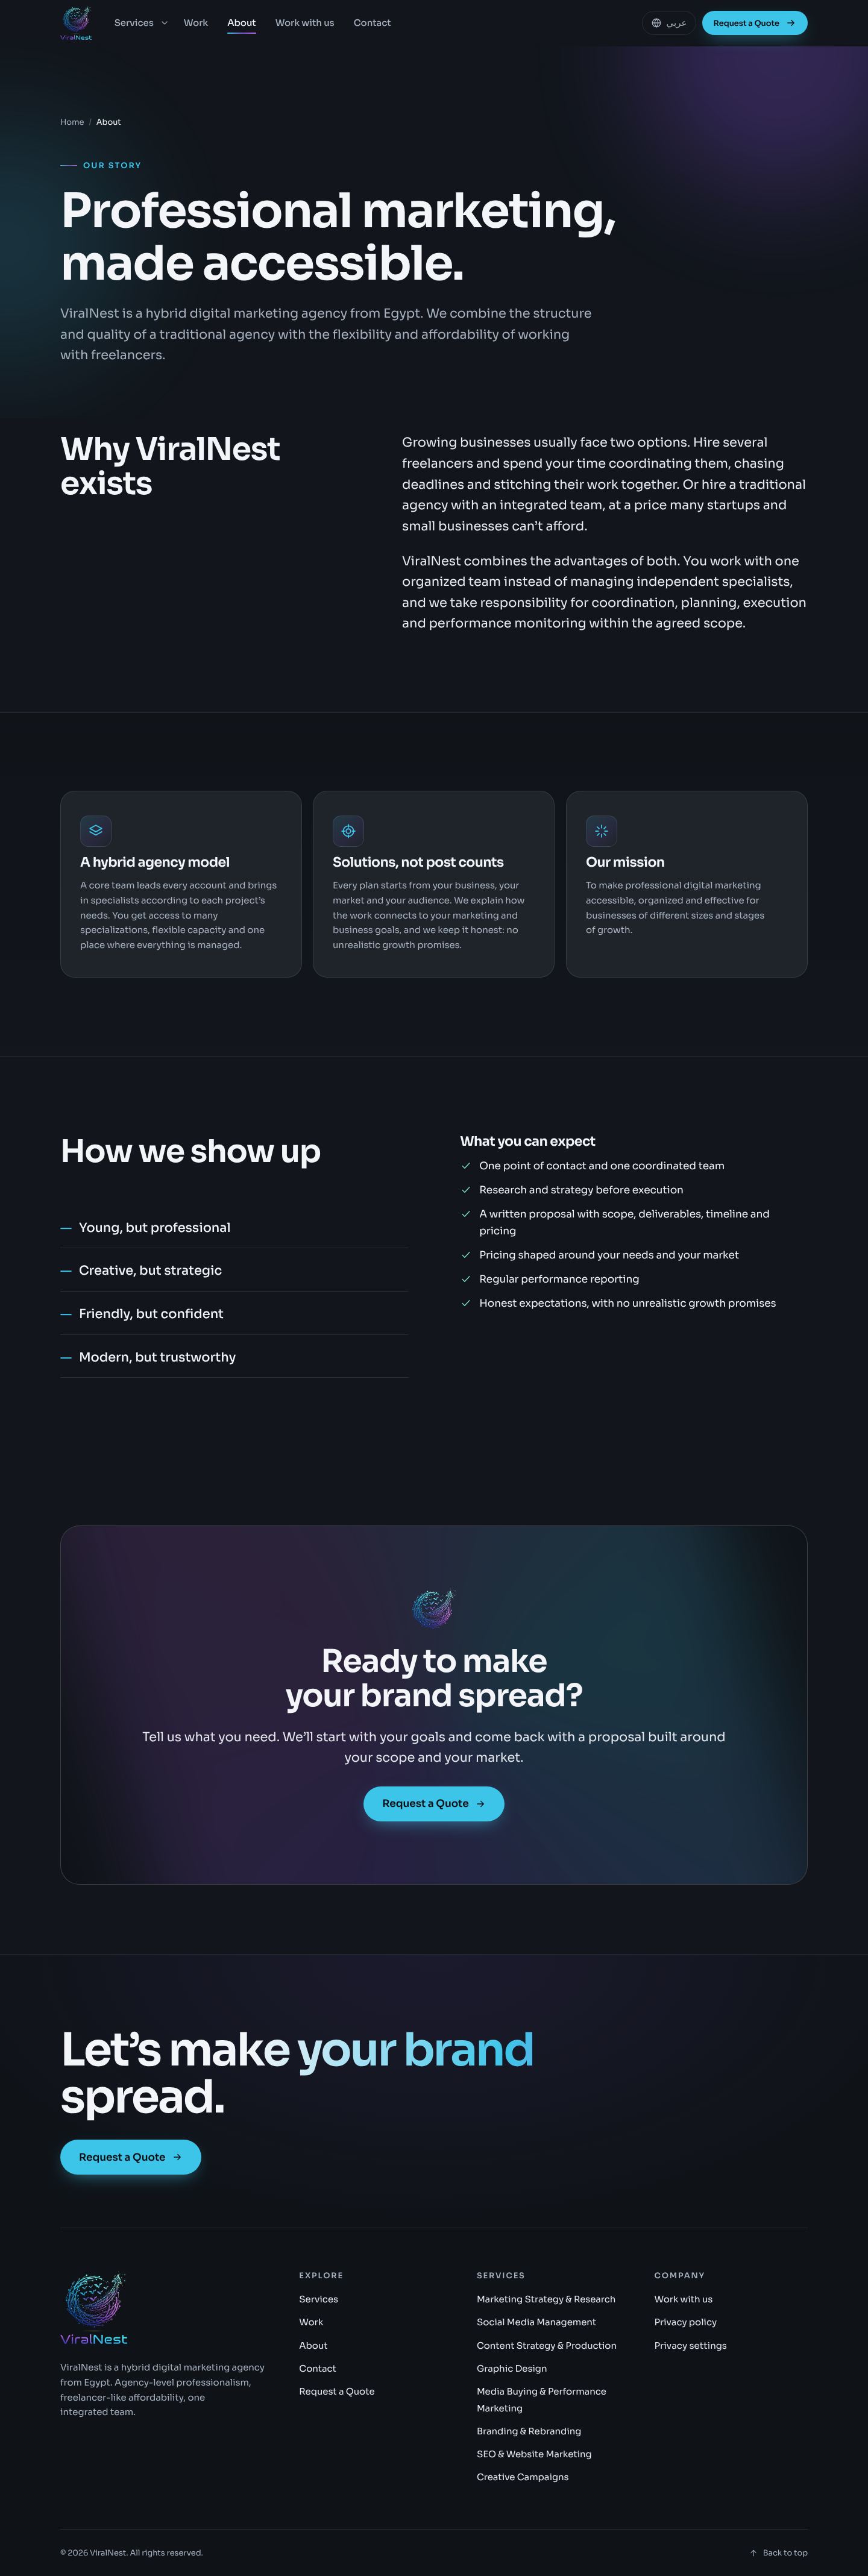 ViralNest
Services
Work
About
Work with us
Contact
عربي
Request a Quote
Home / About
OUR STORY
Professional marketing,
made accessible.
ViralNest is a hybrid digital marketing agency from Egypt. We combine the structure
and quality of a traditional agency with the flexibility and affordability of working
with freelancers.
Why ViralNest
exists
Growing businesses usually face two options. Hire several
freelancers and spend your time coordinating them, chasing
deadlines and stitching their work together. Or hire a traditional
agency with an integrated team, at a price many startups and
small businesses can’t afford.
ViralNest combines the advantages of both. You work with one
organized team instead of managing independent specialists,
and we take responsibility for coordination, planning, execution
and performance monitoring within the agreed scope.
A hybrid agency model
A core team leads every account and brings
in specialists according to each project’s
needs. You get access to many
specializations, flexible capacity and one
place where everything is managed.
Solutions, not post counts
Every plan starts from your business, your
market and your audience. We explain how
the work connects to your marketing and
business goals, and we keep it honest: no
unrealistic growth promises.
Our mission
To make professional digital marketing
accessible, organized and effective for
businesses of different sizes and stages
of growth.
How we show up
Young, but professional
Creative, but strategic
Friendly, but confident
Modern, but trustworthy
What you can expect
One point of contact and one coordinated team
Research and strategy before execution
A written proposal with scope, deliverables, timeline and
pricing
Pricing shaped around your needs and your market
Regular performance reporting
Honest expectations, with no unrealistic growth promises
Ready to make
your brand spread?
Tell us what you need. We’ll start with your goals and come back with a proposal built around
your scope and your market.
Request a Quote
Let’s make your brand
spread.
Request a Quote
ViralNest
ViralNest is a hybrid digital marketing agency
from Egypt. Agency-level professionalism,
freelancer-like affordability, one
integrated team.
EXPLORE
Services
Work
About
Contact
Request a Quote
SERVICES
Marketing Strategy & Research
Social Media Management
Content Strategy & Production
Graphic Design
Media Buying & Performance
Marketing
Branding & Rebranding
SEO & Website Marketing
Creative Campaigns
COMPANY
Work with us
Privacy policy
Privacy settings
© 2026 ViralNest. All rights reserved.
Back to top